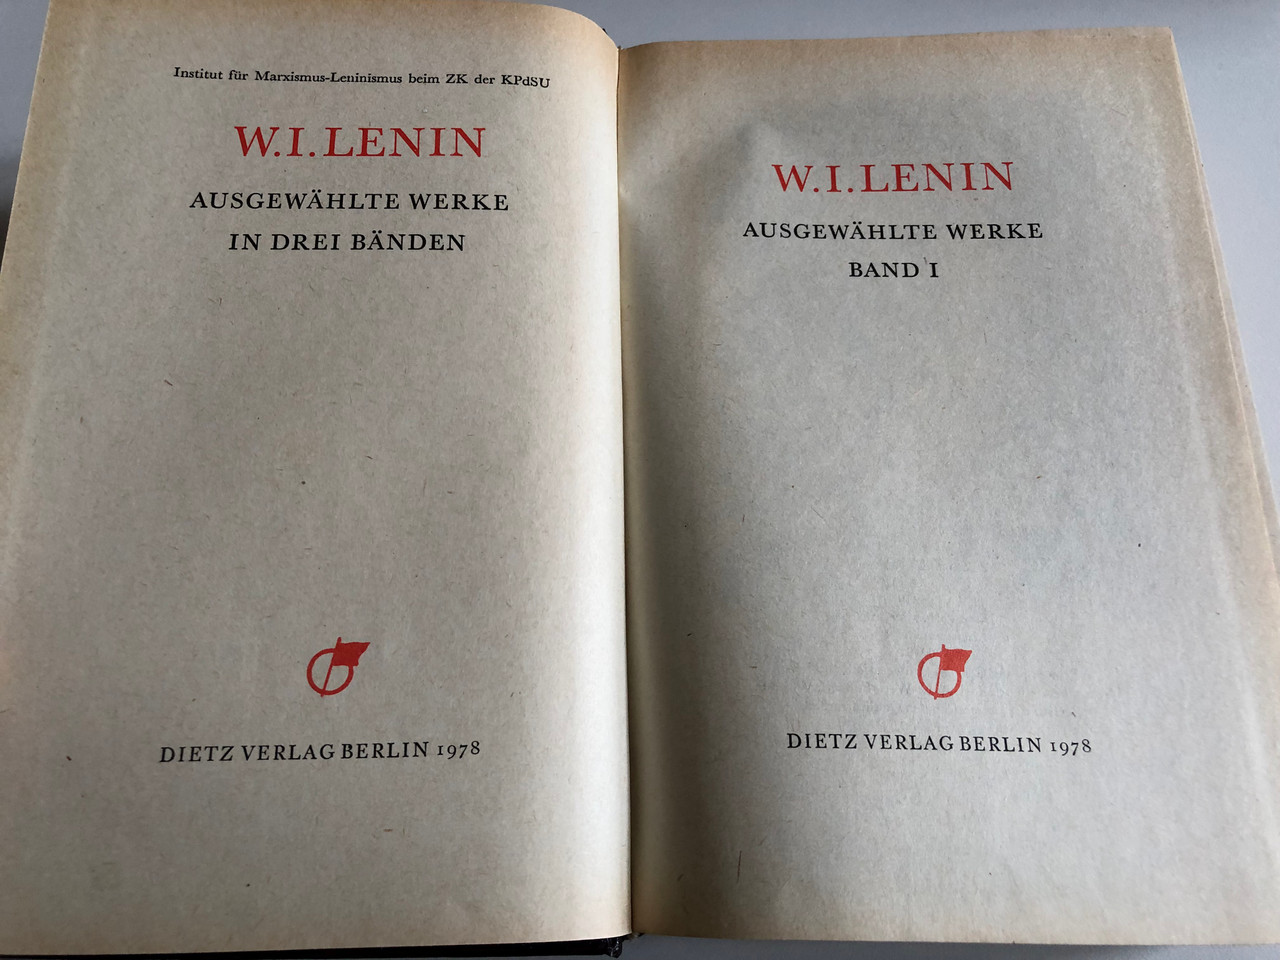 Institut für Marxismus-Leninismus beim ZK der KPdSU
W.I.LENIN
AUSGEWÄHLTE WERKE
IN DREI BÄNDEN
DIETZ VERLAG BERLIN 1978
W.I.LENIN
AUSGEWÄHLTE WERKE
BAND I
DIETZ VERLAG BERLIN 1978